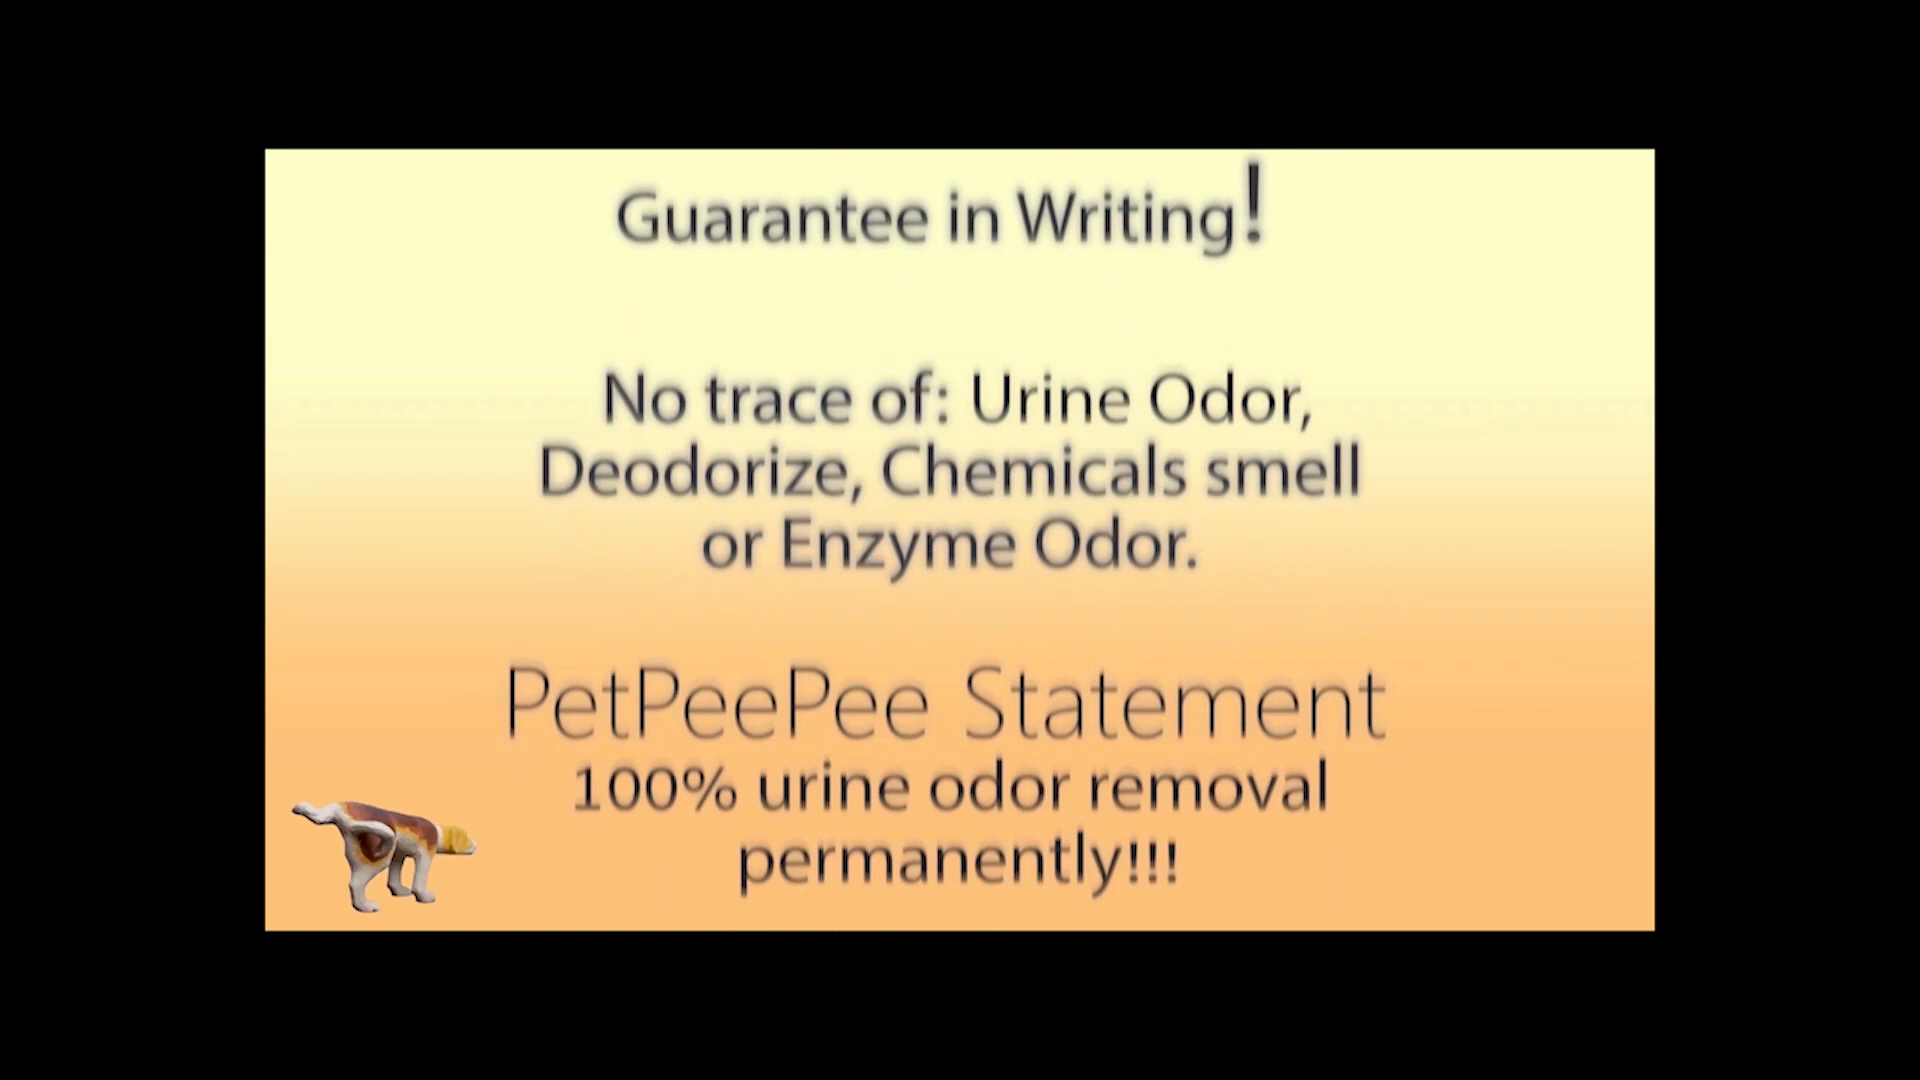 Guarantee in Writing!
No trace of: Urine Odor,
Deodorize, Chemicals smell
or Enzyme Odor.
PetPeePee Statement
100% urine odor removal
permanently!!!